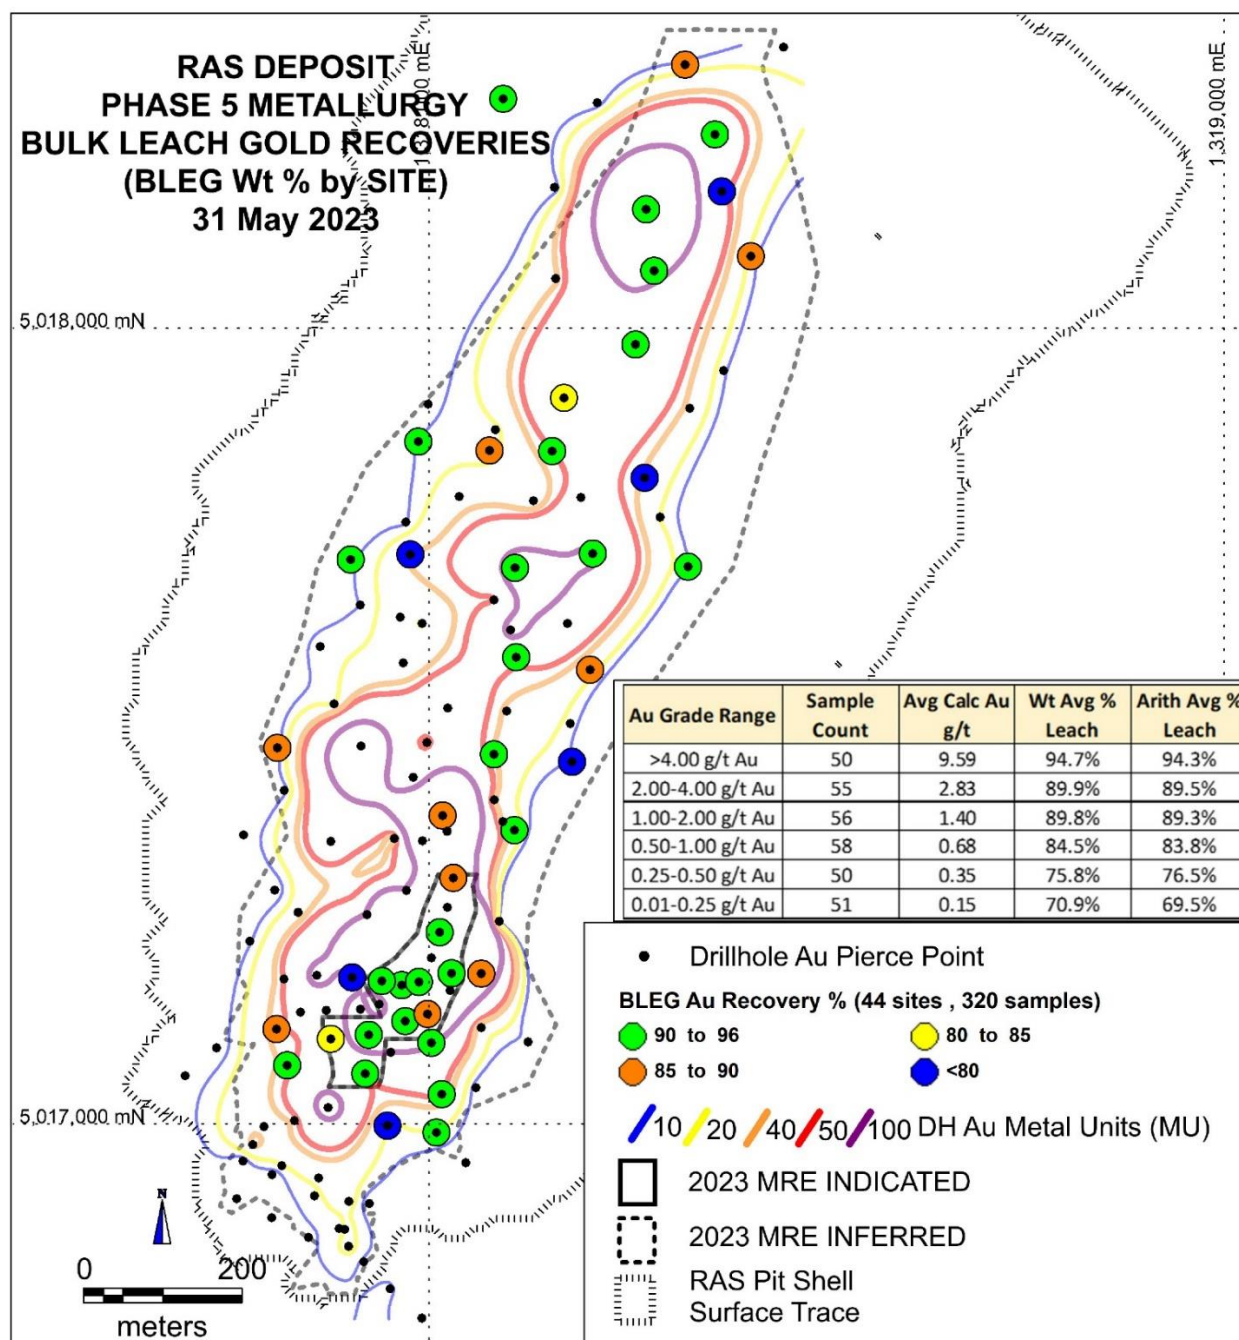 RAS DEPOSIT
PHASE 5 METALLURGY
BULK LEACH GOLD RECOVERIES
(BLEG Wt % by SITE)
31 May 2023
1,319,000 mE
5,018,000 mN
Au Grade Range Sample Count Avg Calc Au g/t Wt Avg % Leach Arith Avg % Leach
>4.00 g/t Au 50 9.59 94.7% 94.3%
2.00-4.00 g/t Au 55 2.83 89.9% 89.5%
1.00-2.00 g/t Au 56 1.40 89.8% 89.3%
0.50-1.00 g/t Au 58 0.68 84.5% 83.8%
0.25-0.50 g/t Au 50 0.35 75.8% 76.5%
0.01-0.25 g/t Au 51 0.15 70.9% 69.5%
Drillhole Au Pierce Point
BLEG Au Recovery % (44 sites , 320 samples)
90 to 96 80 to 85
85 to 90 <80
10 20 40 50 100 DH Au Metal Units (MU)
2023 MRE INDICATED
2023 MRE INFERRED
RAS Pit Shell
Surface Trace
5,017,000 mN
N
0 200
meters